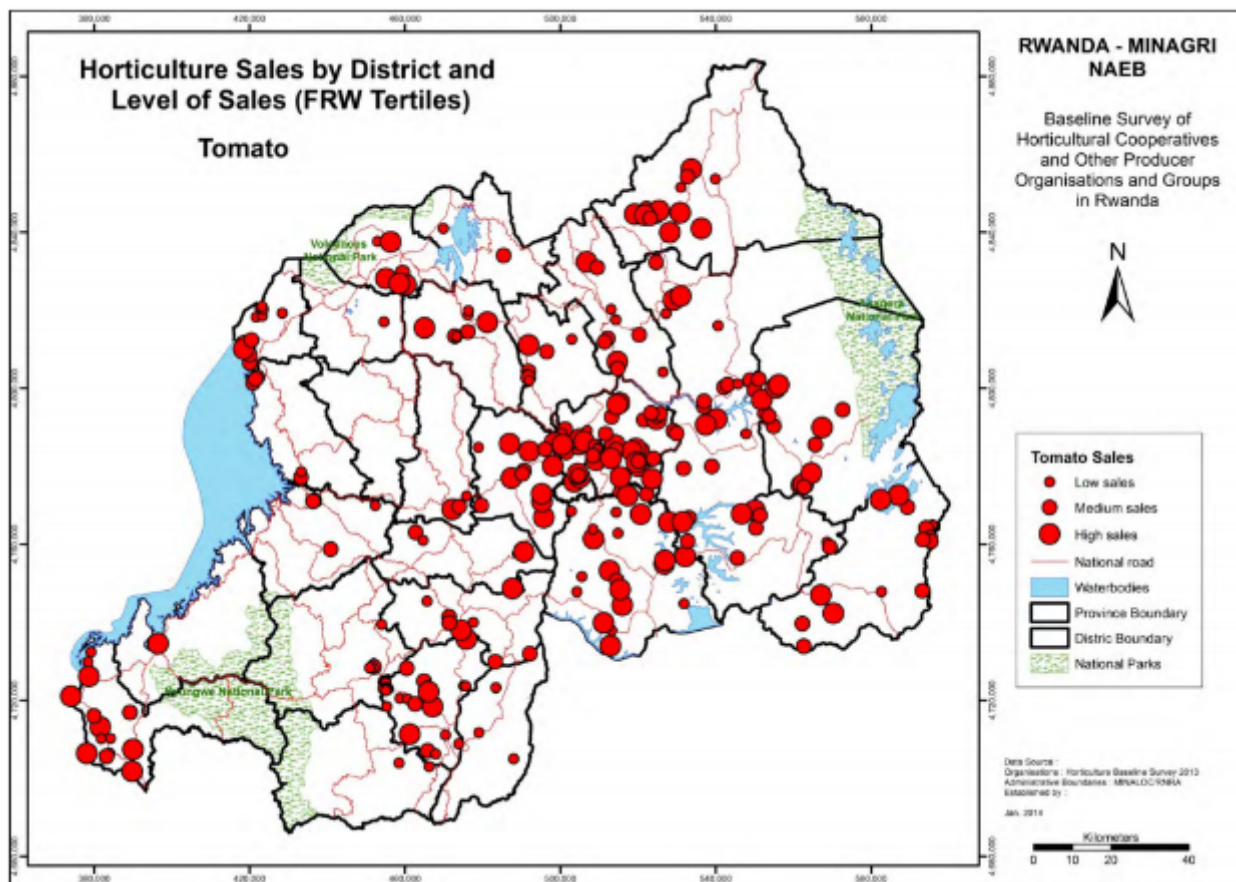 Horticulture Sales by District and
Level of Sales (FRW Tertiles)
Tomato
RWANDA - MINAGRI
NAEB
Baseline Survey of
Horticultural Cooperatives
and Other Producer
Organisations and Groups
in Rwanda
N
Volcanoes
National Park
National Park
Nyungwe National Park
Tomato Sales
Low sales
Medium sales
High sales
National road
Waterbodies
Province Boundary
Distric Boundary
National Parks
Data Source :
Organisations : Horticulture Baseline Survey 2013
Administrative Boundaries : MINALOC/RNRA
Established by :
Jan. 2014
Kilometers
0 10 20 40